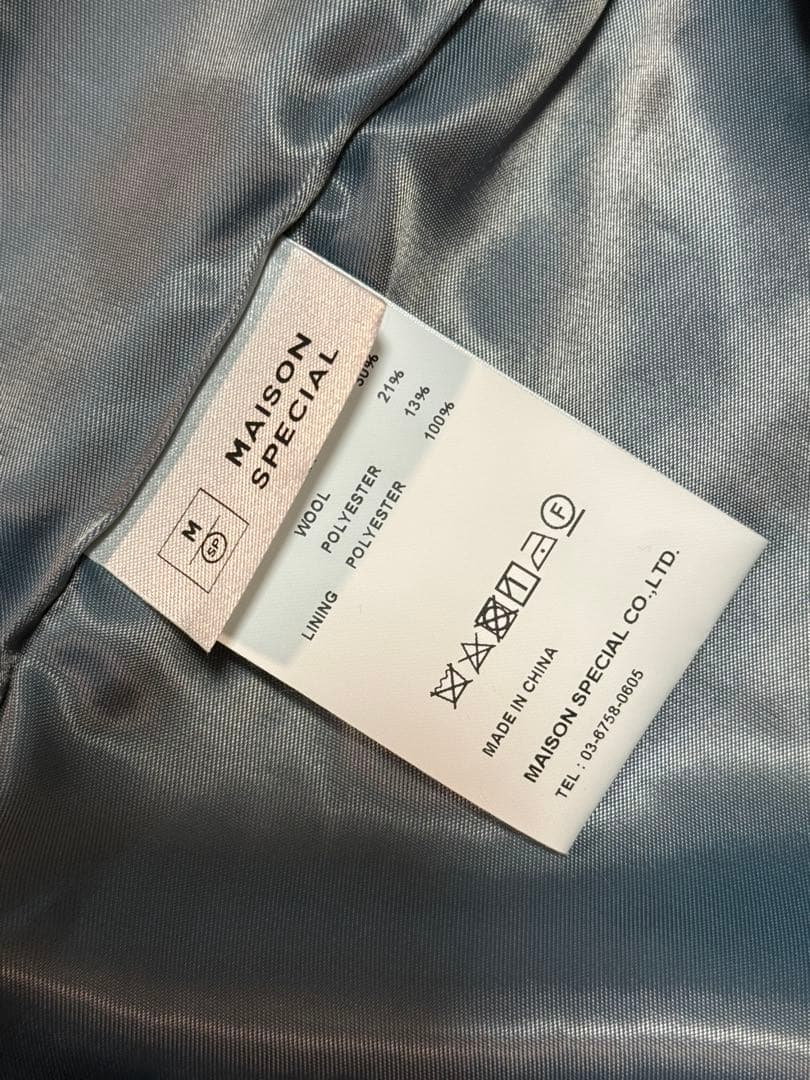 MAISON
SPECIAL
M
SP
WOOL 21%
POLYESTER 13%
LINING POLYESTER 100%
F
MADE IN CHINA
MAISON SPECIAL CO.,LTD.
TEL : 03-6758-0605